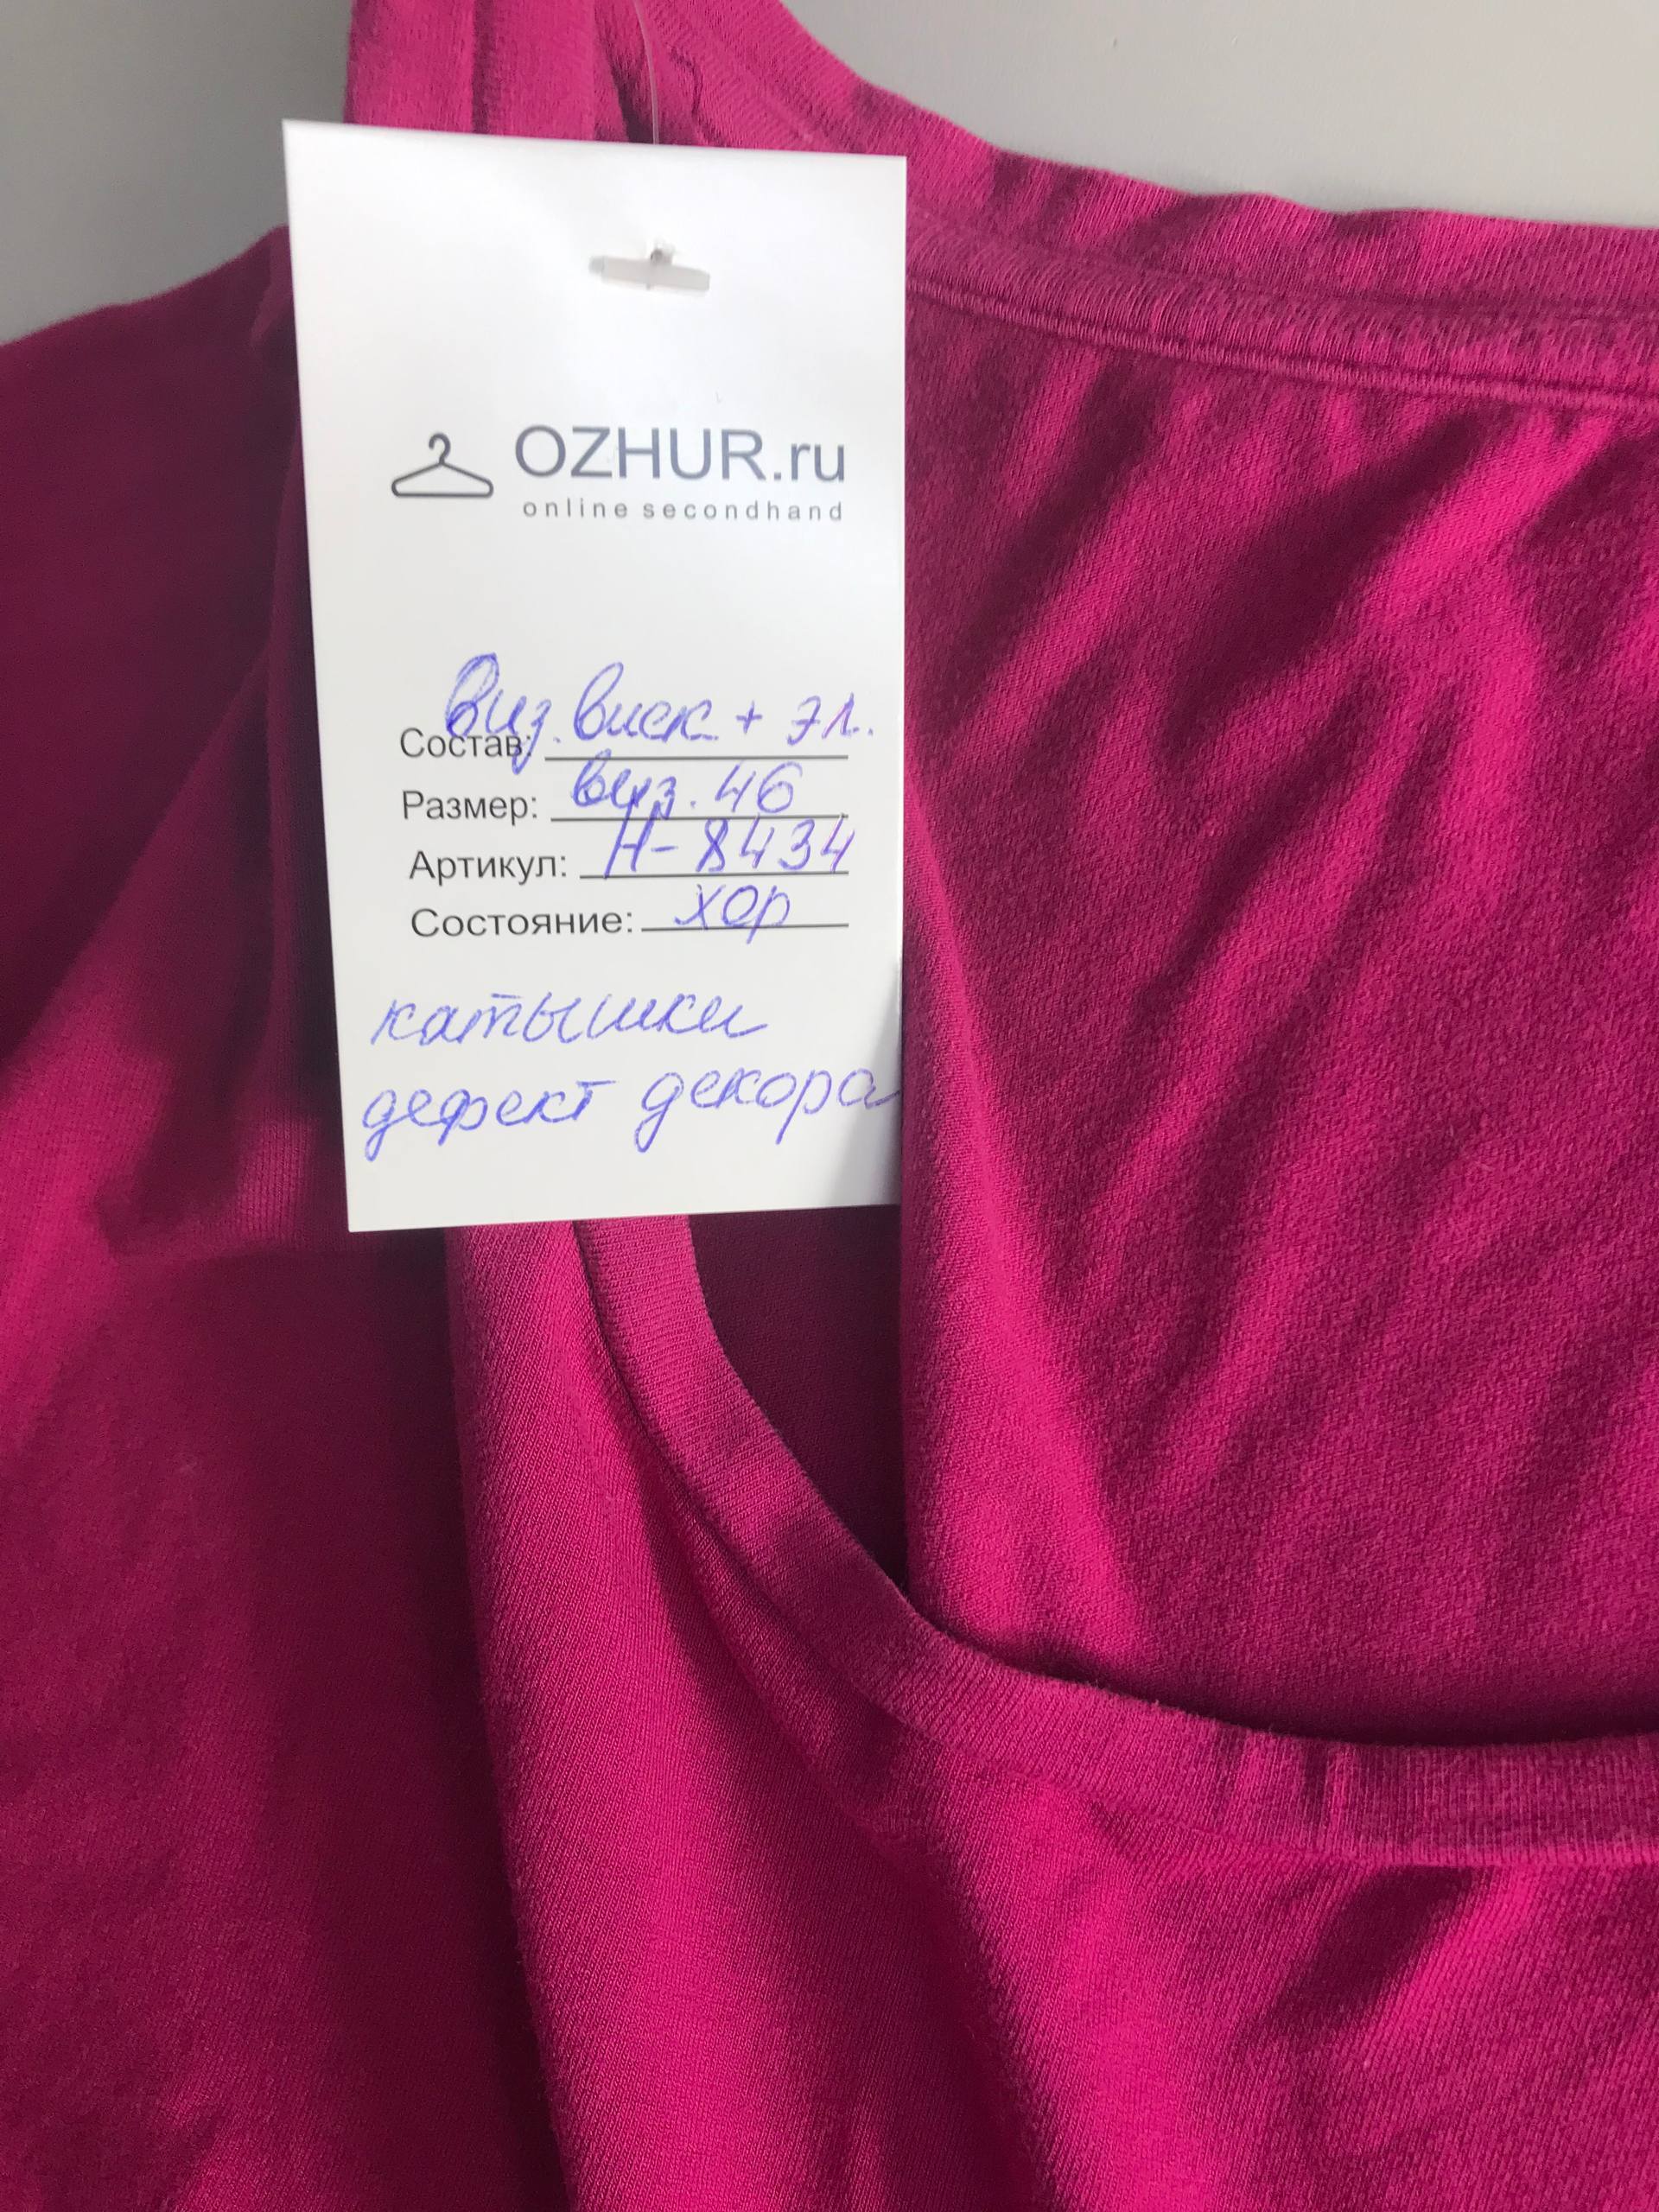 OZHUR.ru
online secondhand
Состав: Виз. виск + эл.
Размер: виз. 46
Артикул: Н-8434
Состояние: хор
катышки
дефект декора